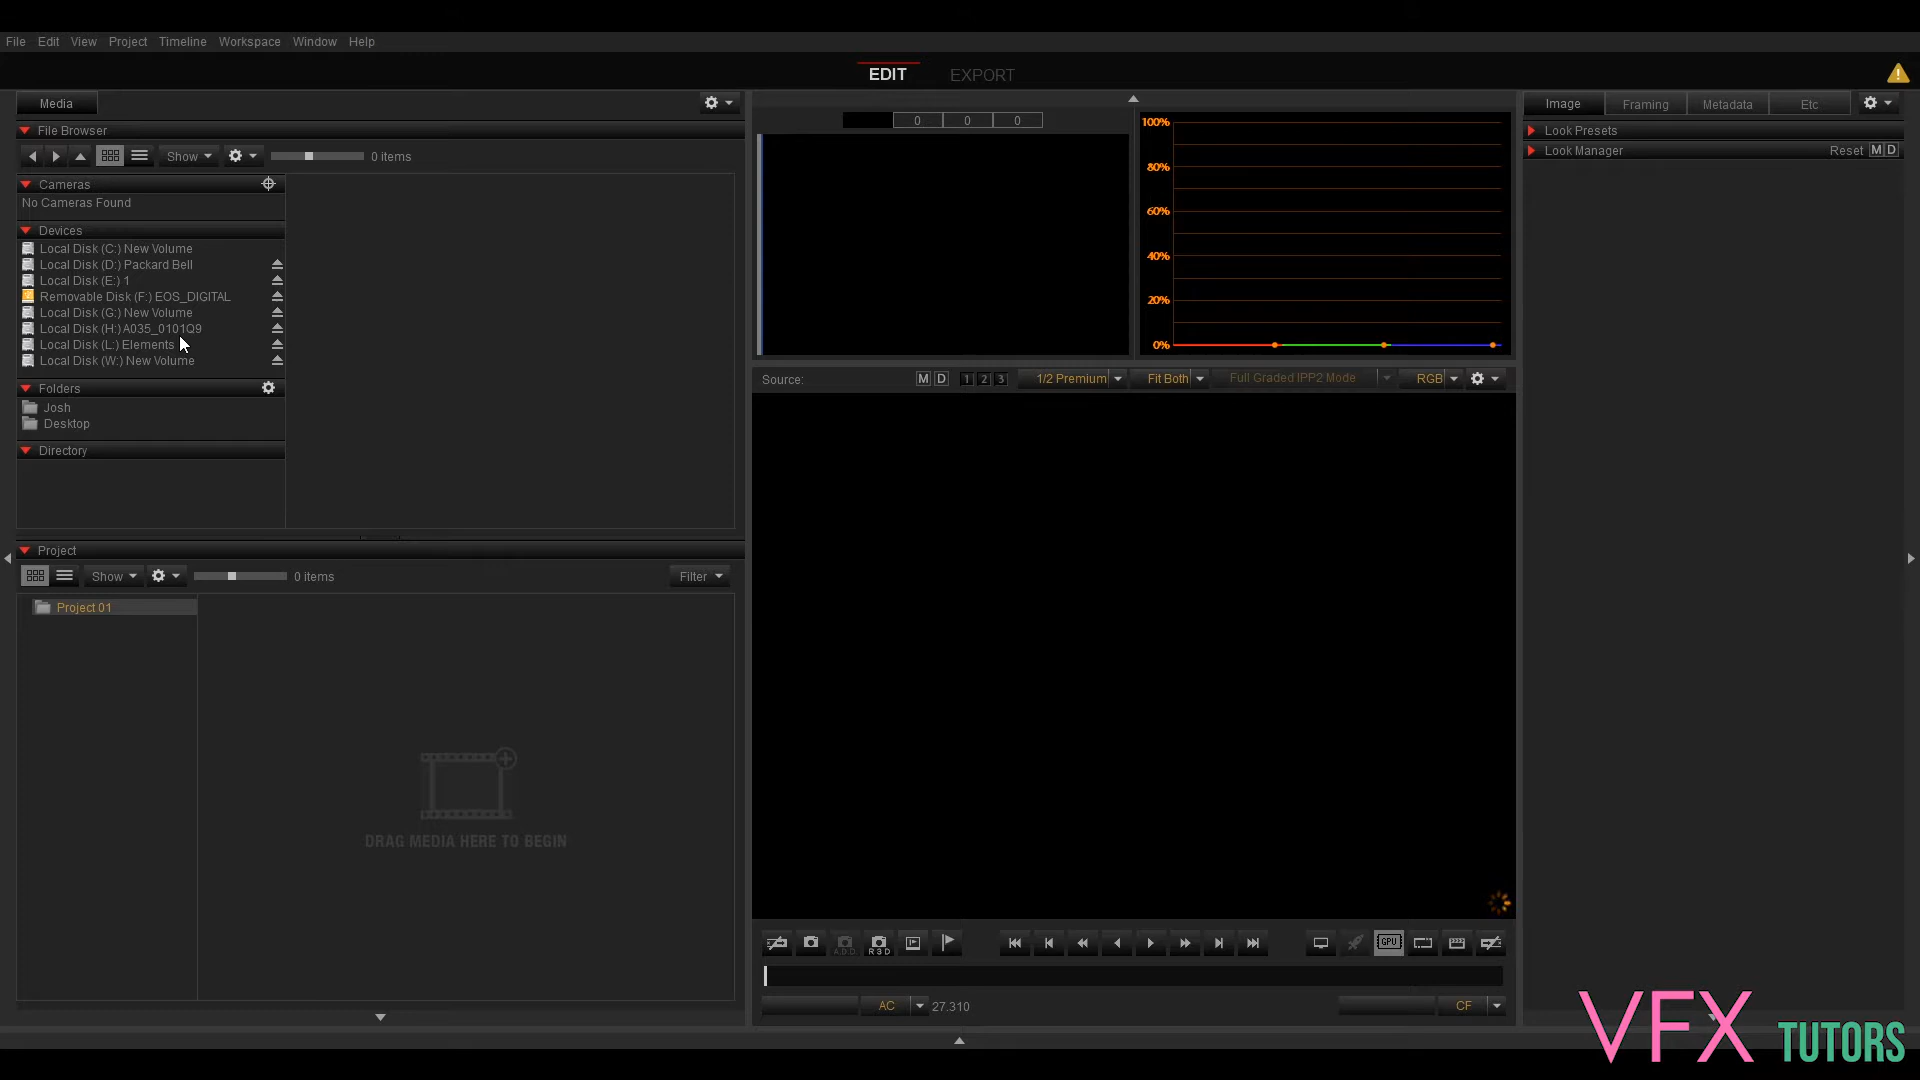 File Edit View Project Timeline Workspace Window Help
EDIT EXPORT
Media
File Browser
Show 0 items
Cameras
No Cameras Found
Devices
Local Disk (C:) New Volume
Local Disk (D:) Packard Bell
Local Disk (E:) 1
Removable Disk (F:) EOS_DIGITAL
Local Disk (G:) New Volume
Local Disk (H:) A035_0101Q9
Local Disk (L:) Elements
Local Disk (W:) New Volume
Folders
Josh
Desktop
Directory
Project
Show 0 items Filter
Project 01
DRAG MEDIA HERE TO BEGIN
0 0 0
100%
80%
60%
40%
20%
0%
Source: M D 1 2 3 1/2 Premium Fit Both Full Graded IPP2 Mode RGB
A.D.D. R3D GPU
AC 27.310 CF
Image Framing Metadata Etc
Look Presets
Look Manager Reset M D
VFX TUTORS